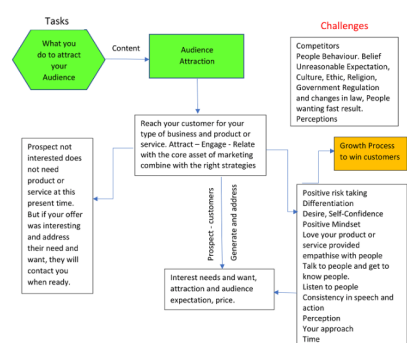 Tasks
Challenges
What you
do to attract
your
Audience
Content
Audience
Attraction
Competitors
People Behaviour. Belief
Unreasonable Expectation,
Culture, Ethic, Religion,
Government Regulation
and changes in law, People
wanting fast result.
Perceptions
Reach your customer for your
type of business and product or
service. Attract – Engage - Relate
with the core asset of marketing
combine with the right strategies
Growth Process
to win customers
Prospect not
interested does
not need
product or
service at this
present time.
But if your offer
was interesting
and address
their need and
want, they will
contact you
when ready.
Prospect - customers
Generate and address
Positive risk taking
Differentiation
Desire, Self-Confidence
Positive Mindset
Love your product or
service provided
empathise with people
Talk to people and get to
know people.
Listen to people
Consistency in speech and
action
Perception
Your approach
Time
Interest needs and want,
attraction and audience
expectation, price.